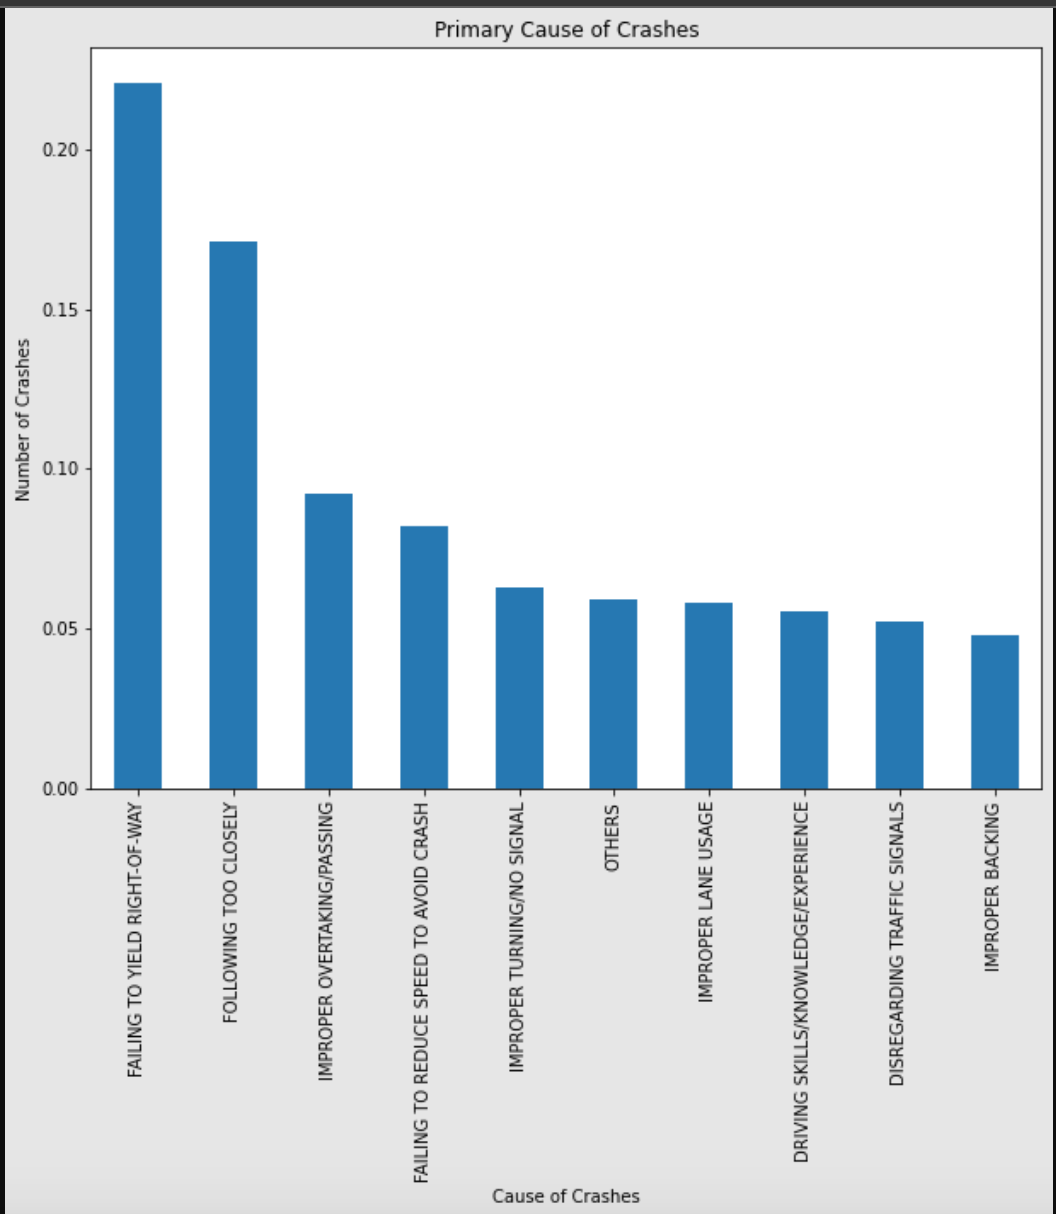 Primary Cause of Crashes
Number of Crashes
0.20
0.15
0.10
0.05
0.00
FAILING TO YIELD RIGHT-OF-WAY
FOLLOWING TOO CLOSELY
IMPROPER OVERTAKING/PASSING
FAILING TO REDUCE SPEED TO AVOID CRASH
IMPROPER TURNING/NO SIGNAL
OTHERS
IMPROPER LANE USAGE
DRIVING SKILLS/KNOWLEDGE/EXPERIENCE
DISREGARDING TRAFFIC SIGNALS
IMPROPER BACKING
Cause of Crashes